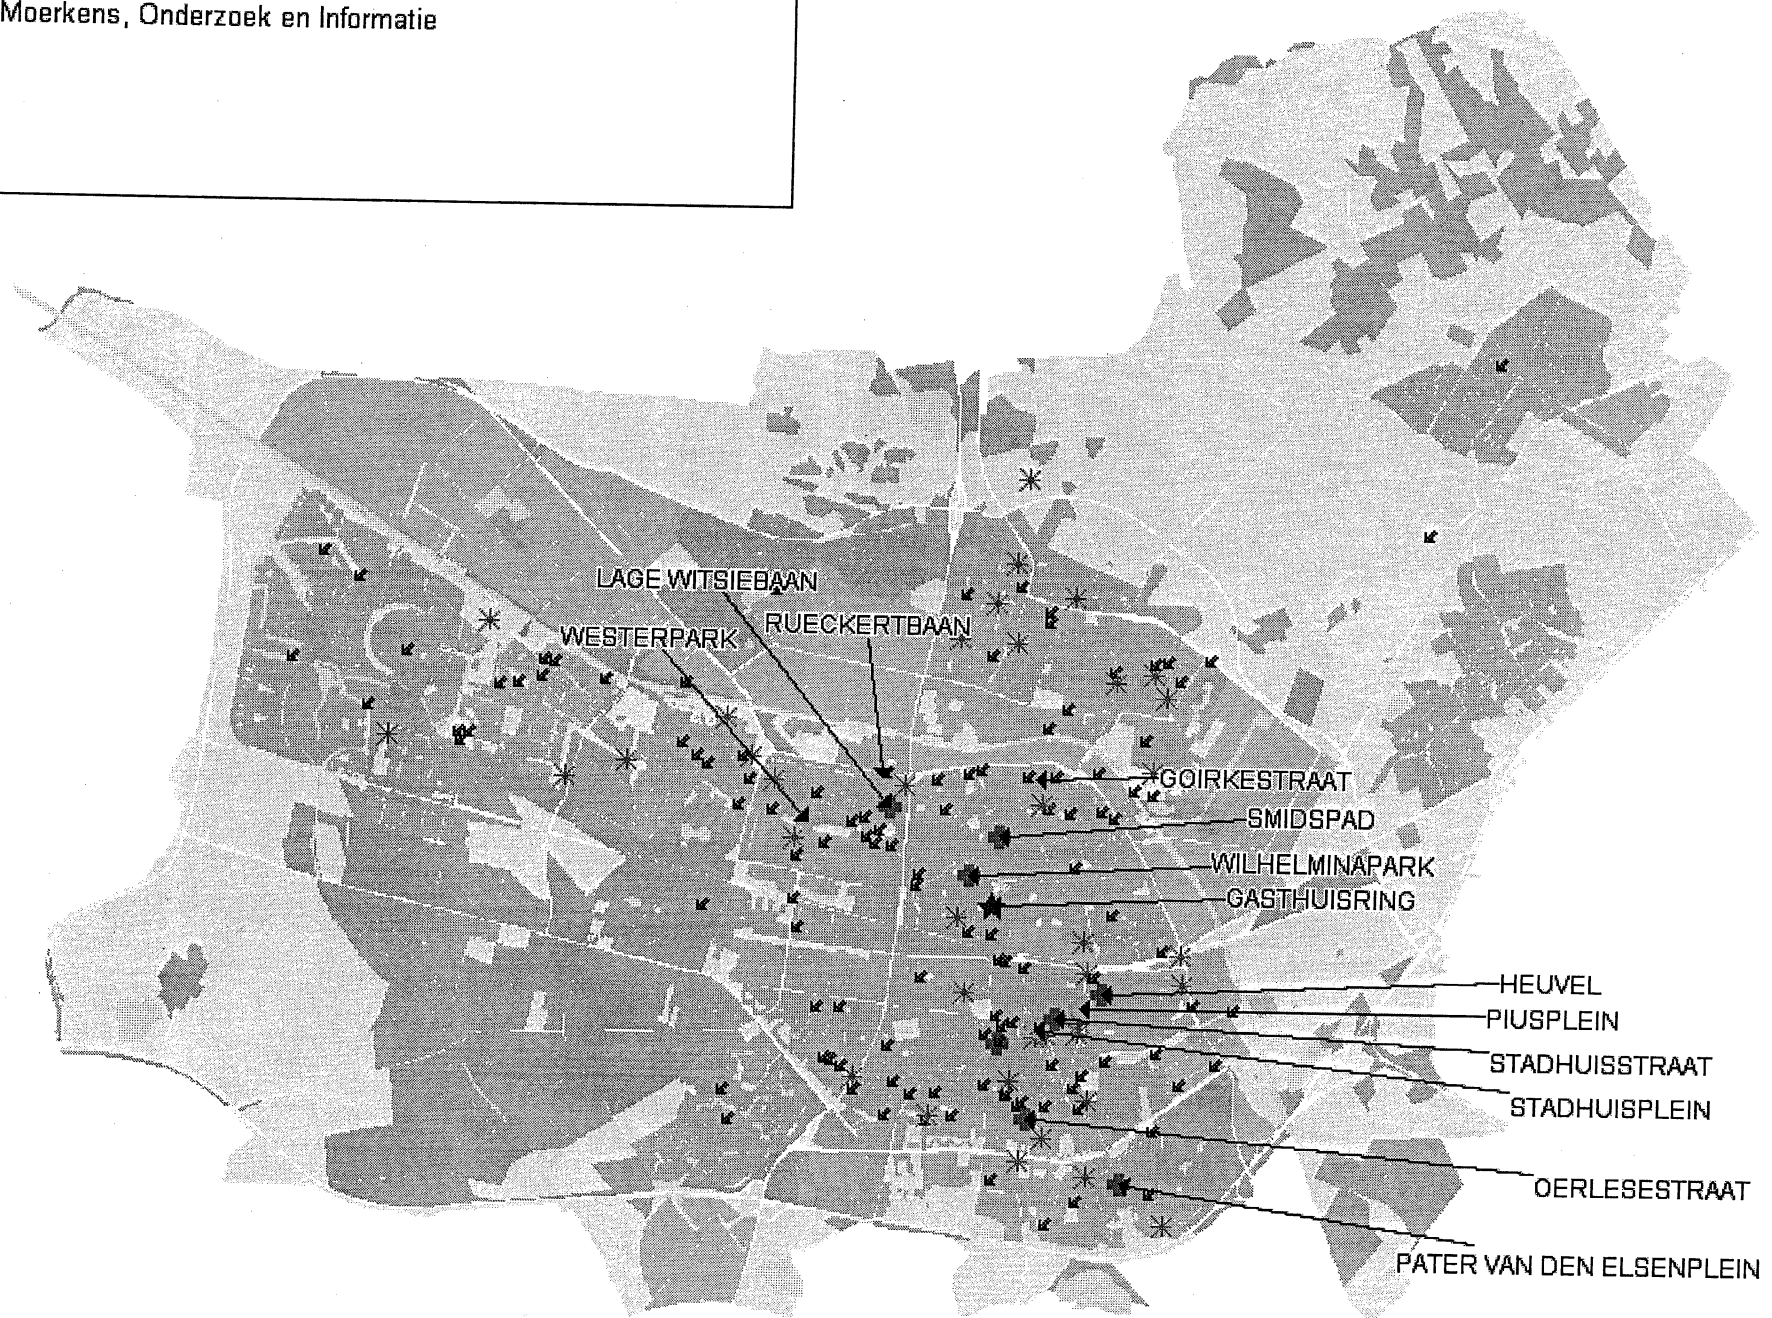 Moerkens, Onderzoek en Informatie
LAGE WITSIEBAAN
RUECKERTBAAN
WESTERPARK
GOIRKESTRAAT
SMIDSPAD
WILHELMINAPARK
GASTHUISRING
HEUVEL
PIUSPLEIN
STADHUISSTRAAT
STADHUISPLEIN
OERLESESTRAAT
PATER VAN DEN ELSENPLEIN